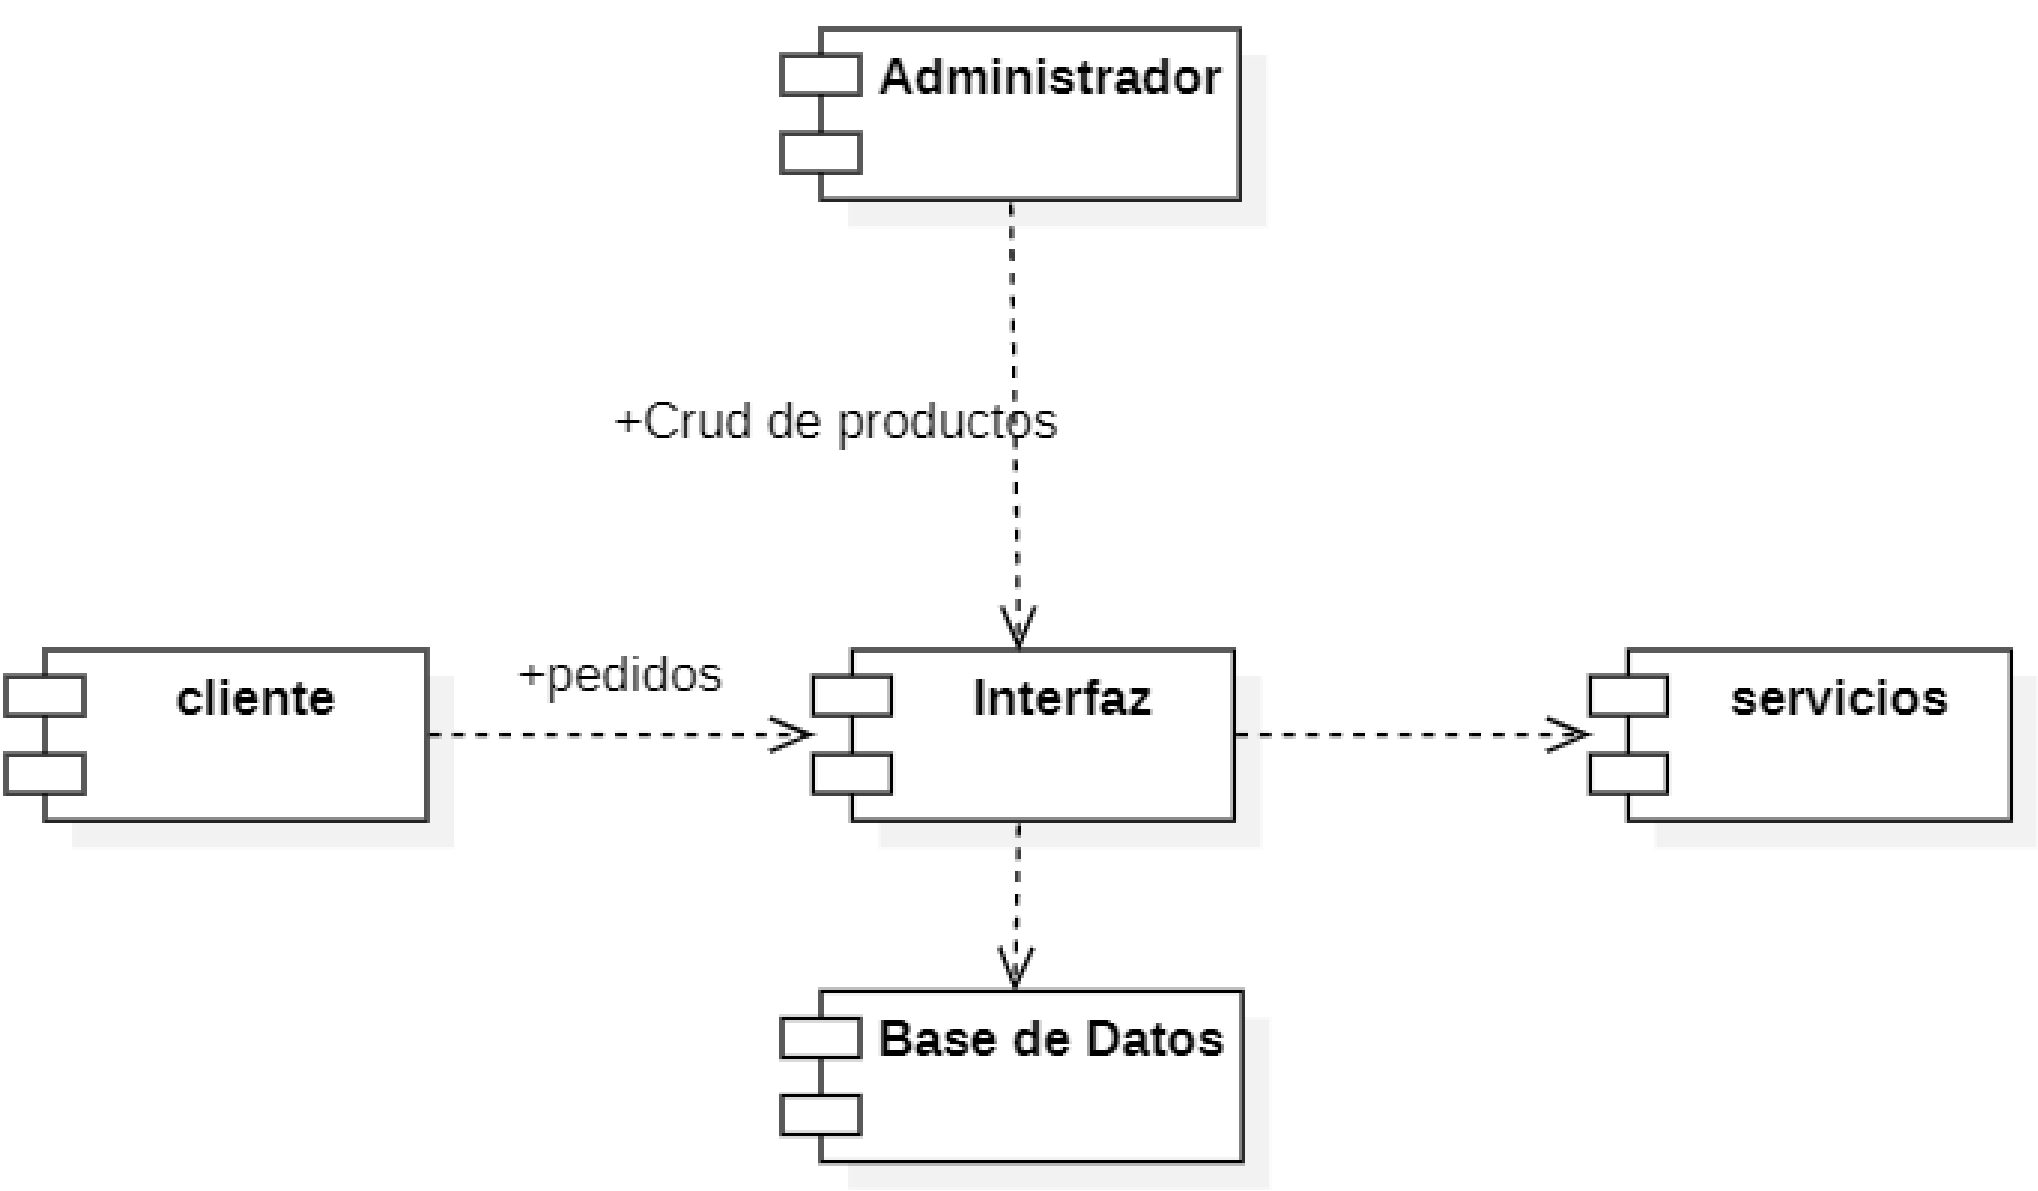 Administrador
+Crud de productos
cliente
+pedidos
Interfaz
servicios
Base de Datos